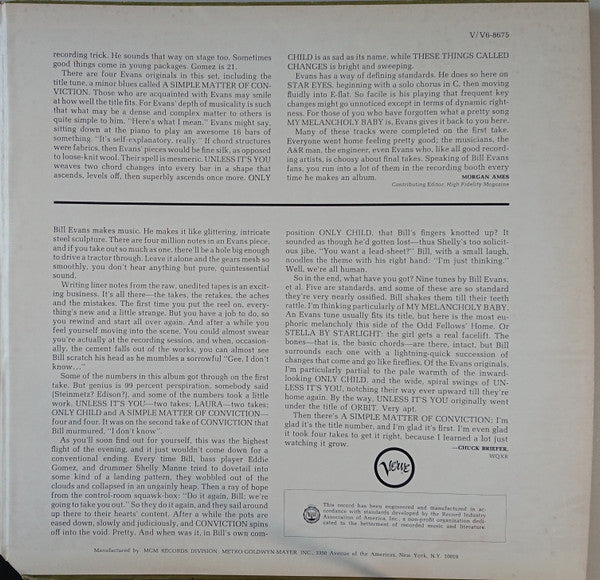 V/V6-8675
recording trick. He sounds that way on stage too. Sometimes
good things come in young packages. Gomez is 21.
There are four Evans originals in this set, including the
title tune, a minor blues called A SIMPLE MATTER OF CON-
VICTION. Those who are acquainted with Evans may smile
at how well the title fits. For Evans' depth of musicality is such
that what may be a dense and complex matter to others is
quite simple to him. "Here's what I mean," Evans might say,
sitting down at the piano to play an awesome 16 bars of
something. "It's self-explanatory, really." If chord structures
were fabrics, then Evans' pieces would be fine silk, as opposed
to loose-knit wool. Their spell is mesmeric. UNLESS IT'S YOU
weaves two chord changes into every bar in a shape that
ascends, levels off, then superbly ascends once more. ONLY
CHILD is as sad as its name, while THESE THINGS CALLED
CHANGES is bright and sweeping.
Evans has a way of defining standards. He does so here on
STAR EYES, beginning with a solo chorus in C, then moving
fluidly into E-flat. So facile is his playing that frequent key
changes might go unnoticed except in terms of dynamic right-
ness. For those of you who have forgotten what a pretty song
MY MELANCHOLY BABY is, Evans gives it back to you here.
Many of these tracks were completed on the first take.
Everyone went home feeling pretty good; the musicians, the
A&R man, the engineer, even Evans who, like all good record-
ing artists, is choosy about final takes. Speaking of Bill Evans
fans, you run into a lot of them in the recording booth every
time he makes an album.
MORGAN AMES
Contributing Editor, High Fidelity Magazine
Bill Evans makes music. He makes it like glittering, intricate
steel sculpture. There are four million notes in an Evans piece,
and if you take out so much as one, there'll be a hole big enough
to drive a tractor through. Leave it alone and the gears mesh so
smoothly, you don't hear anything but pure, quintessential
sound.
Writing liner notes from the raw, unedited tapes is an excit-
ing business. It's all there—the takes, the retakes, the aches
and the mistakes. The first time you put the reel on, every-
thing's new and a little strange. But you have a job to do, so
you rewind and start all over again. And after a while you
feel yourself moving into the scene. You could almost swear
you're actually at the recording session, and when, occasion-
ally, the cement falls out of the works, you can almost see
Bill scratch his head as he mumbles a sorrowful "Gee, I don't
know..."
Some of the numbers in this album got through on the first
take. But genius is 99 percent perspiration, somebody said
(Steinmetz? Edison?), and some of the numbers took a little
work. UNLESS IT'S YOU—two takes; LAURA—two takes;
ONLY CHILD and A SIMPLE MATTER OF CONVICTION—
four and four. It was on the second take of CONVICTION that
Bill murmured, "I don't know".
As you'll soon find out for yourself, this was the highest
flight of the evening, and it just wouldn't come down for a
conventional ending. Every time Bill, bass player Eddie
Gomez, and drummer Shelly Manne tried to dovetail into
some kind of a landing pattern, they wobbled out of the
clouds and collapsed in an ungainly heap. Then a ray of hope
from the control-room squawk-box: "Do it again, Bill; we're
going to take you out." So they do it again, and they sail around
up there to their hearts' content. After a while the pots are
eased down, slowly and judiciously, and CONVICTION spins
off into the void. Pretty. And when was it, in Bill's own com-
position ONLY CHILD, that Bill's fingers knotted up? It
sounded as though he'd gotten lost—thus Shelly's too solicit-
ous jibe, "You want a lead-sheet?" Bill, with a small laugh,
noodles the theme with his right hand. "I'm just thinking."
Well, we're all human.
So in the end, what have you got? Nine tunes by Bill Evans,
et al. Five are standards, and some of these are so standard
they're very nearly ossified. Bill shakes them till their teeth
rattle. I'm thinking particularly of MY MELANCHOLY BABY.
An Evans tune usually fits its title, but here is the most eu-
phoric melancholy this side of the Odd Fellows' Home. Or
STELLA BY STARLIGHT: the girl gets a real facelift. The
bones—that is, the basic chords—are there, intact, but Bill
surrounds each one with a lightning-quick succession of
changes that come and go like fireflies. Of the Evans originals,
I'm particularly partial to the pale warmth of the inward-
looking ONLY CHILD, and the wide, spiral swings of UN-
LESS IT'S YOU, notching their way ever upward till they're
home again. By the way, UNLESS IT'S YOU originally went
under the title of ORBIT. Very apt.
Then there's A SIMPLE MATTER OF CONVICTION: I'm
glad it's the title number, and I'm glad it's first. I'm even glad
it took four takes to get it right, because I learned a lot just
watching it grow.
—CHUCK BRIEFER,
WQXR
Verve
This record has been engineered and manufactured in ac-
cordance with standards developed by the Record Industry
Association of America, Inc., a non-profit organization dedi-
cated to the betterment of recorded music and literature.
Manufactured by MGM RECORDS DIVISION, METRO-GOLDWYN-MAYER, INC., 1350 Avenue of the Americas, New York, N.Y. 10019